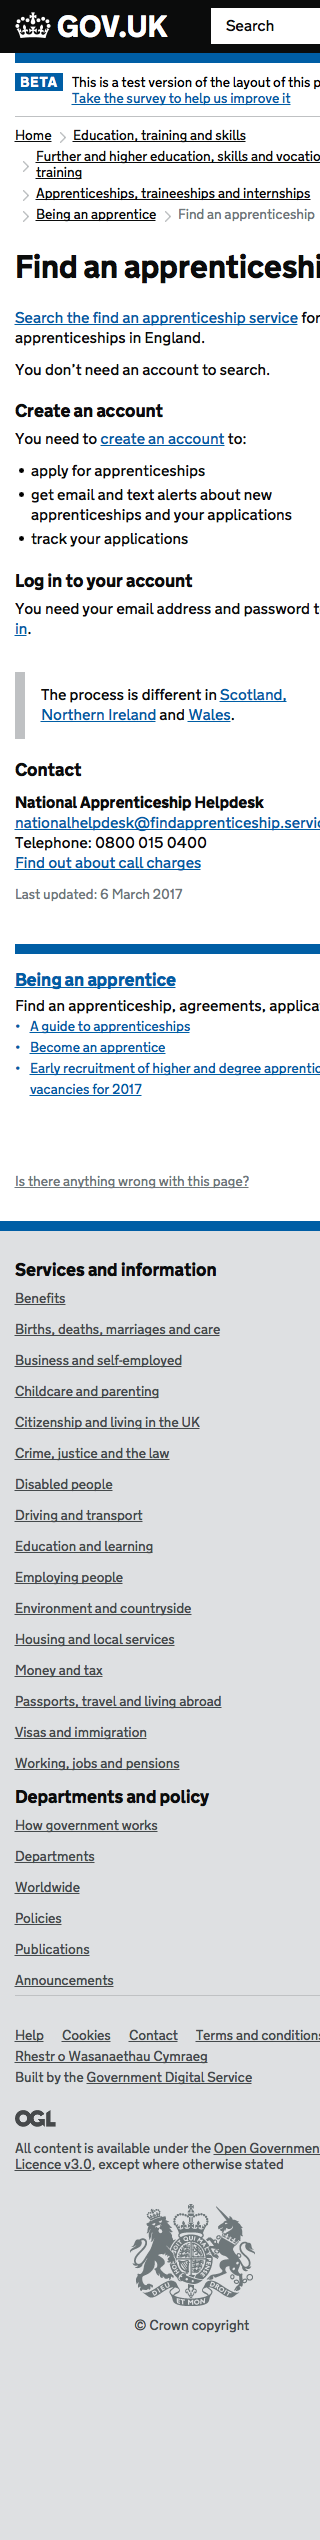 GOV.UK
Search
BETA
This is a test version of the layout of this p
Take the survey to help us improve it
Home
Education, training and skills
Further and higher education, skills and vocatio
training
Apprenticeships, traineeships and internships
Being an apprentice
Find an apprenticeship
Find an apprenticeshi
Search the find an apprenticeship service for
apprenticeships in England.
You don’t need an account to search.
Create an account
You need to create an account to:
• apply for apprenticeships
• get email and text alerts about new
apprenticeships and your applications
• track your applications
Log in to your account
You need your email address and password t
in.
The process is different in Scotland,
Northern Ireland and Wales.
Contact
National Apprenticeship Helpdesk
nationalhelpdesk@findapprenticeship.servic
Telephone: 0800 015 0400
Find out about call charges
Last updated: 6 March 2017
Being an apprentice
Find an apprenticeship, agreements, applica
• A guide to apprenticeships
• Become an apprentice
• Early recruitment of higher and degree apprentic
vacancies for 2017
Is there anything wrong with this page?
Services and information
Benefits
Births, deaths, marriages and care
Business and self-employed
Childcare and parenting
Citizenship and living in the UK
Crime, justice and the law
Disabled people
Driving and transport
Education and learning
Employing people
Environment and countryside
Housing and local services
Money and tax
Passports, travel and living abroad
Visas and immigration
Working, jobs and pensions
Departments and policy
How government works
Departments
Worldwide
Policies
Publications
Announcements
Help Cookies Contact Terms and conditions
Rhestr o Wasanaethau Cymraeg
Built by the Government Digital Service
OGL
All content is available under the Open Governmen
Licence v3.0, except where otherwise stated
DIEU ET MON DROIT
© Crown copyright